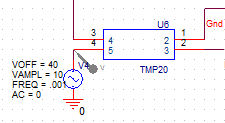 U6
Gnd
3
4
4
5
2
3
1
2
TMP20
VOFF = 40
VAMPL = 10
FREQ = .001
AC = 0
V4
v
0